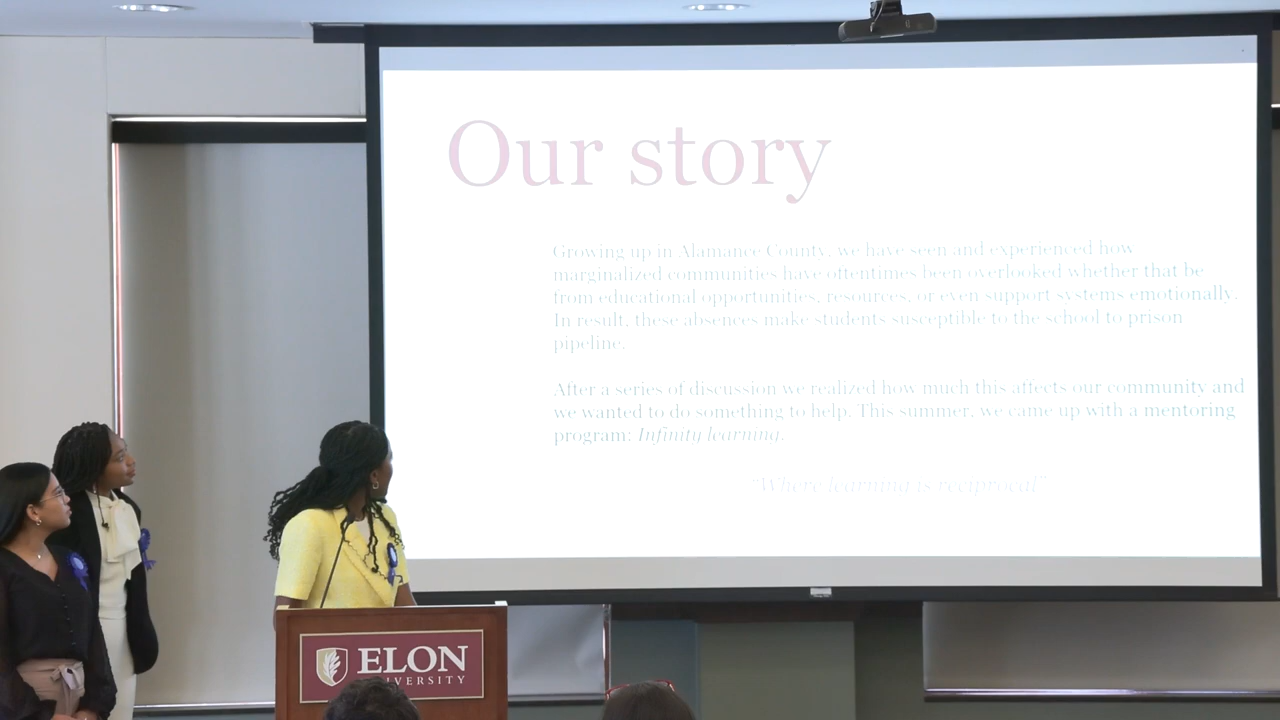 Our story
Growing up in Alamance County, we have seen and experienced how
marginalized communities have oftentimes been overlooked whether that be
from educational opportunities, resources, or even support systems emotionally.
In result, these absences make students susceptible to the school to prison
pipeline.
After a series of discussion we realized how much this affects our community and
we wanted to do something to help. This summer, we came up with a mentoring
program: Infinity learning.
"Where learning is reciprocal"
ELON
UNIVERSITY